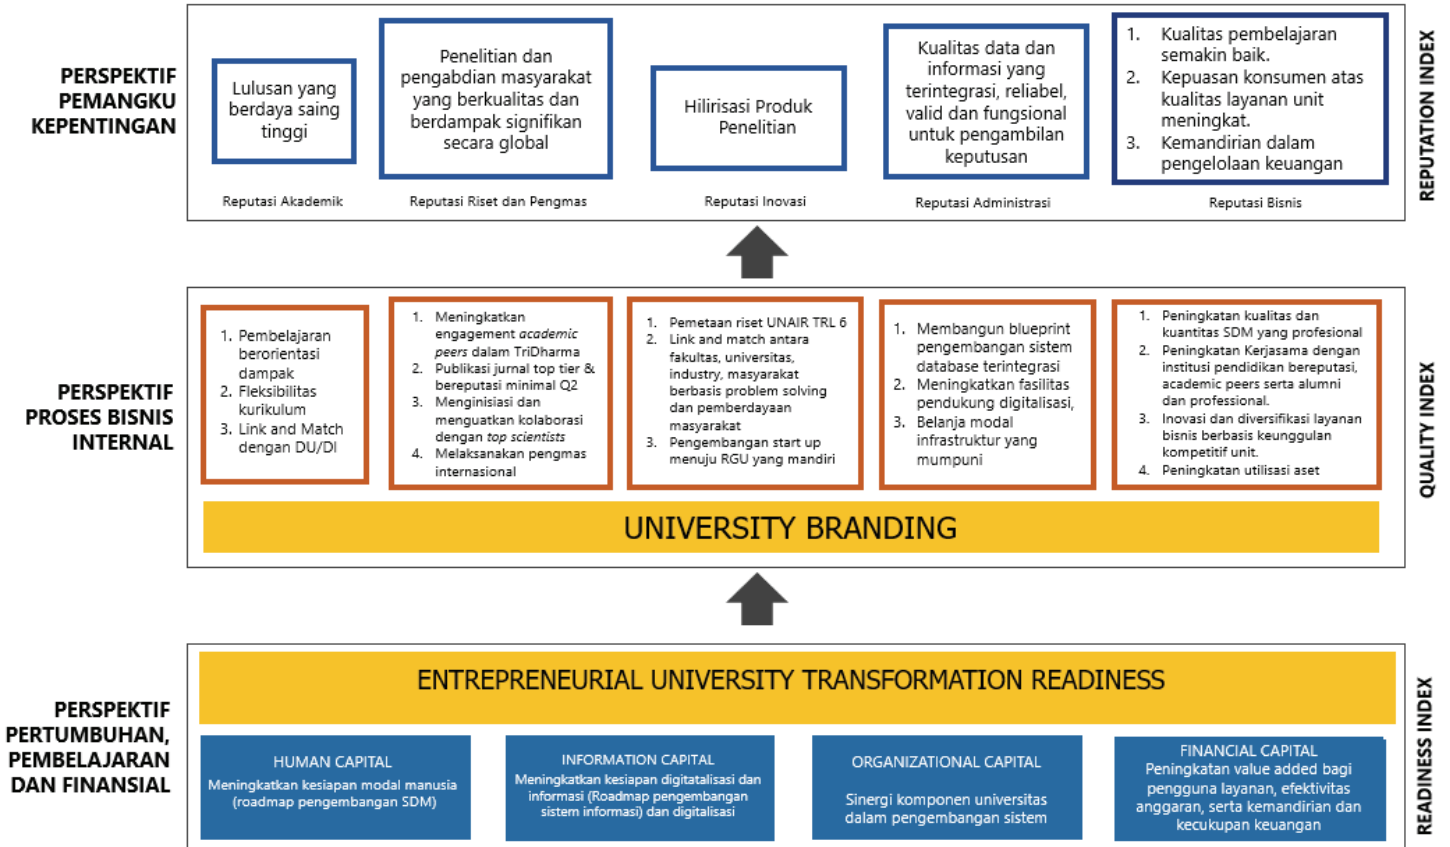 PERSPEKTIF
PEMANGKU
KEPENTINGAN
Lulusan yang
berdaya saing
tinggi
Reputasi Akademik
Penelitian dan
pengabdian masyarakat
yang berkualitas dan
berdampak signifikan
secara global
Reputasi Riset dan Pengmas
Hilirisasi Produk
Penelitian
Reputasi Inovasi
Kualitas data dan
informasi yang
terintegrasi, reliabel,
valid dan fungsional
untuk pengambilan
keputusan
Reputasi Administrasi
1. Kualitas pembelajaran
semakin baik.
2. Kepuasan konsumen atas
kualitas layanan unit
meningkat.
3. Kemandirian dalam
pengelolaan keuangan
Reputasi Bisnis
REPUTATION INDEX
PERSPEKTIF
PROSES BISNIS
INTERNAL
1. Pembelajaran
berorientasi
dampak
2. Fleksibilitas
kurikulum
3. Link and Match
dengan DU/DI
1. Meningkatkan
engagement academic
peers dalam TriDharma
2. Publikasi jurnal top tier &
bereputasi minimal Q2
3. Menginisiasi dan
menguatkan kolaborasi
dengan top scientists
4. Melaksanakan pengmas
internasional
1. Pemetaan riset UNAIR TRL 6
2. Link and match antara
fakultas, universitas,
industry, masyarakat
berbasis problem solving
dan pemberdayaan
masyarakat
3. Pengembangan start up
menuju RGU yang mandiri
1. Membangun blueprint
pengembangan sistem
database terintegrasi
2. Meningkatkan fasilitas
pendukung digitalisasi,
3. Belanja modal
infrastruktur yang
mumpuni
1. Peningkatan kualitas dan
kuantitas SDM yang profesional
2. Peningkatan Kerjasama dengan
institusi pendidikan bereputasi,
academic peers serta alumni
dan professional.
3. Inovasi dan diversifikasi layanan
bisnis berbasis keunggulan
kompetitif unit.
4. Peningkatan utilisasi aset
UNIVERSITY BRANDING
QUALITY INDEX
PERSPEKTIF
PERTUMBUHAN,
PEMBELAJARAN
DAN FINANSIAL
ENTREPRENEURIAL UNIVERSITY TRANSFORMATION READINESS
HUMAN CAPITAL
Meningkatkan kesiapan modal manusia
(roadmap pengembangan SDM)
INFORMATION CAPITAL
Meningkatkan kesiapan digitatalisasi dan
informasi (Roadmap pengembangan
sistem informasi) dan digitalisasi
ORGANIZATIONAL CAPITAL
Sinergi komponen universitas
dalam pengembangan sistem
FINANCIAL CAPITAL
Peningkatan value added bagi
pengguna layanan, efektivitas
anggaran, serta kemandirian dan
kecukupan keuangan
READINESS INDEX